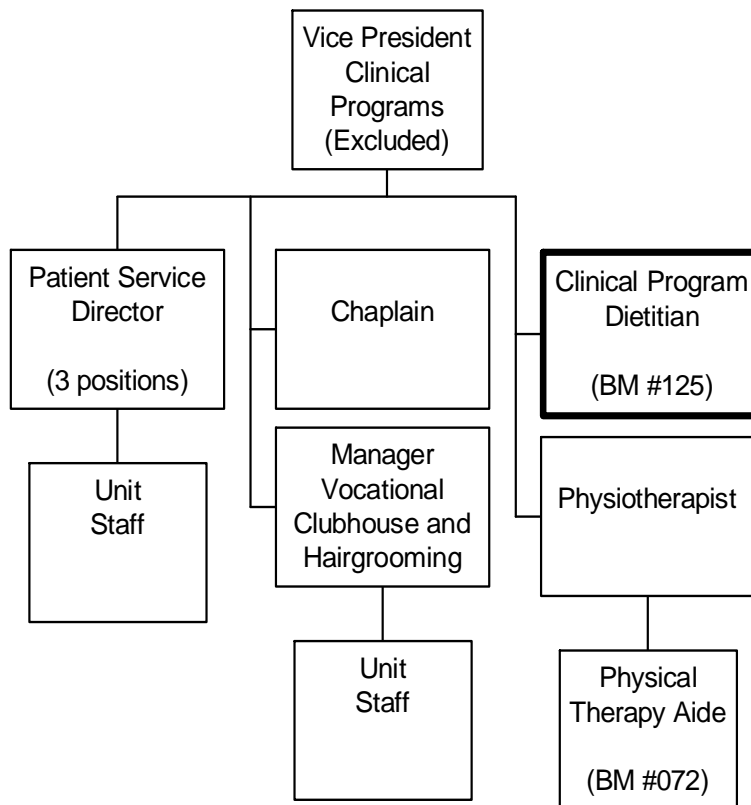 Vice President
Clinical
Programs
(Excluded)
Patient Service
Director
(3 positions)
Chaplain
Clinical Program
Dietitian
(BM #125)
Unit
Staff
Manager
Vocational
Clubhouse and
Hairgrooming
Physiotherapist
Unit
Staff
Physical
Therapy Aide
(BM #072)